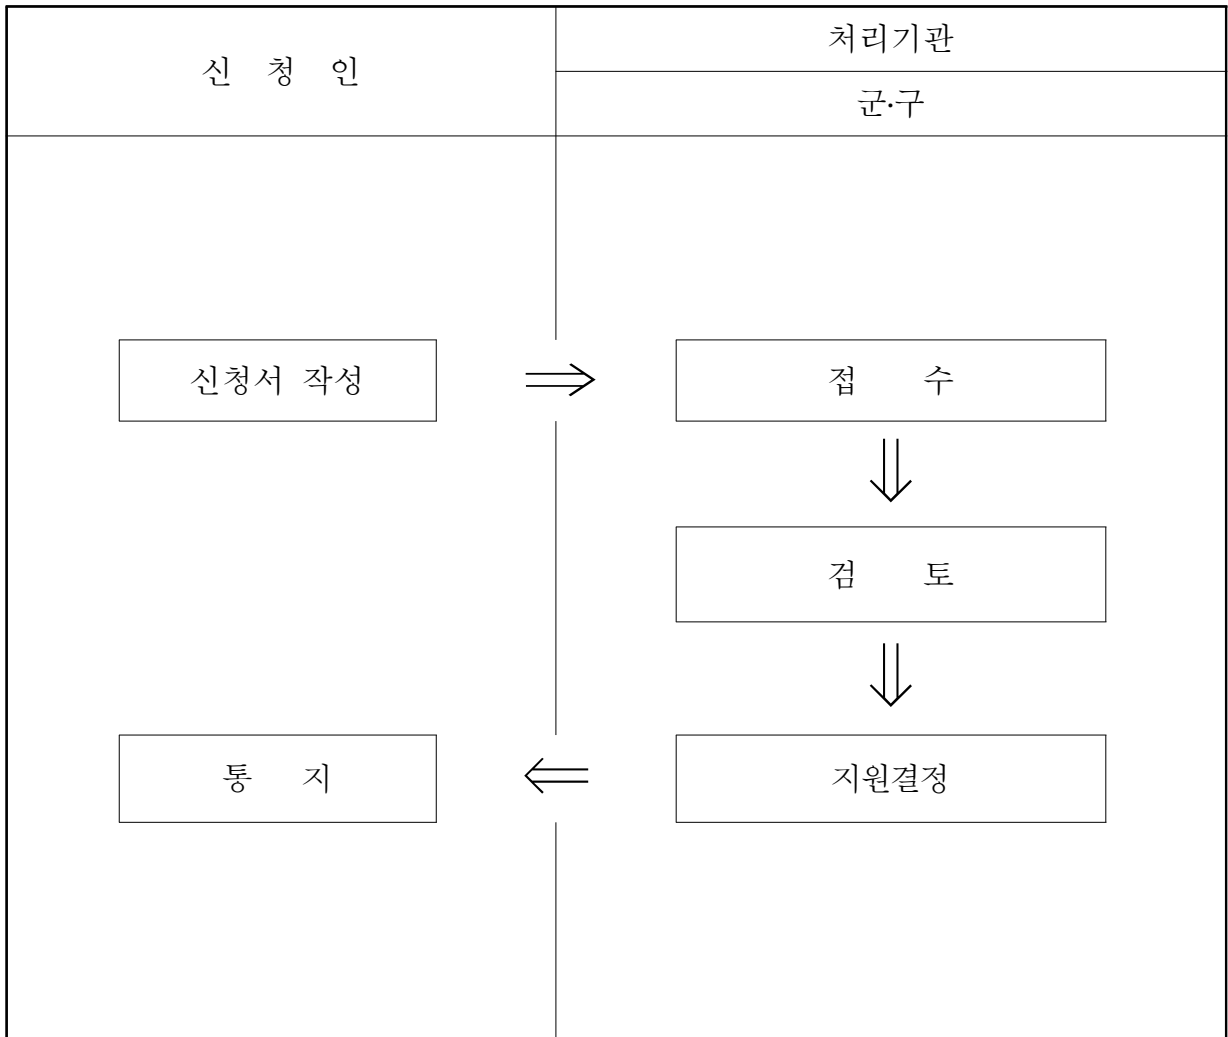 신 청 인
처리기관
군·구
신청서 작성
접 수
검 토
통 지
지원결정